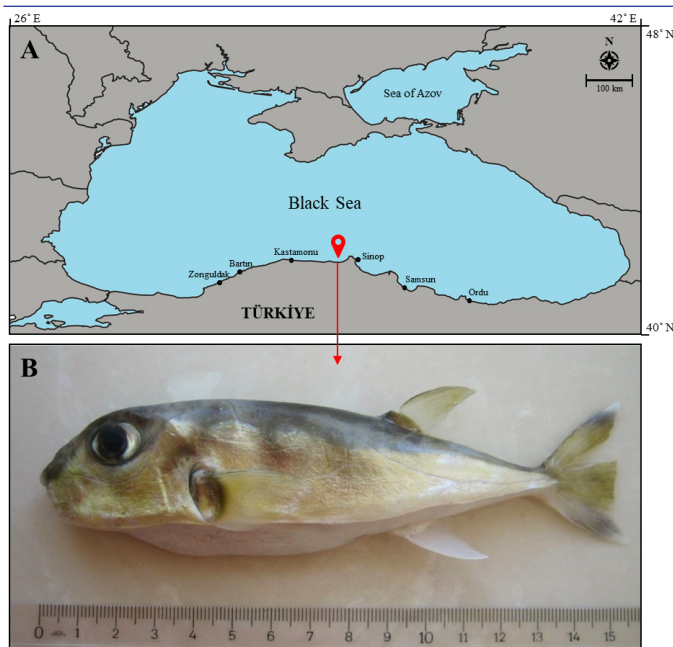 26˚ E
42˚ E
48˚ N
A
N
100 km
Sea of Azov
Black Sea
Kastamonu
Sinop
Bartın
Zonguldak
Samsun
Ordu
TÜRKİYE
40˚ N
B
0 1 2 3 4 5 6 7 8 9 10 11 12 13 14 15